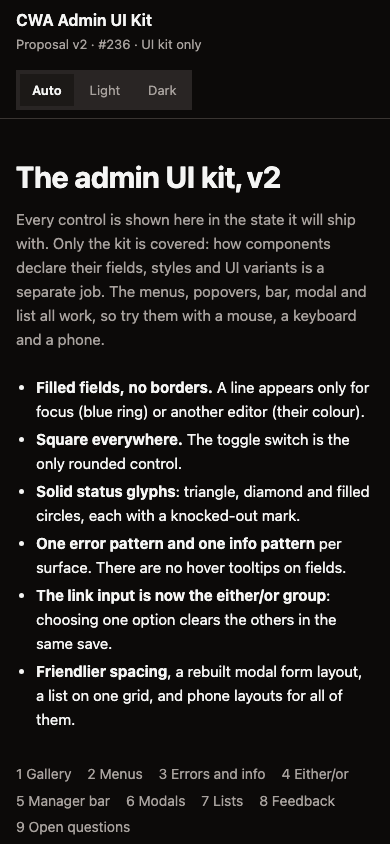 CWA Admin UI Kit
Proposal v2 · #236 · UI kit only
Auto Light Dark
The admin UI kit, v2
Every control is shown here in the state it will ship
with. Only the kit is covered: how components
declare their fields, styles and UI variants is a
separate job. The menus, popovers, bar, modal and
list all work, so try them with a mouse, a keyboard
and a phone.
• Filled fields, no borders. A line appears only for
focus (blue ring) or another editor (their colour).
• Square everywhere. The toggle switch is the
only rounded control.
• Solid status glyphs: triangle, diamond and filled
circles, each with a knocked-out mark.
• One error pattern and one info pattern per
surface. There are no hover tooltips on fields.
• The link input is now the either/or group:
choosing one option clears the others in the
same save.
• Friendlier spacing, a rebuilt modal form layout,
a list on one grid, and phone layouts for all of
them.
1 Gallery 2 Menus 3 Errors and info 4 Either/or
5 Manager bar 6 Modals 7 Lists 8 Feedback
9 Open questions